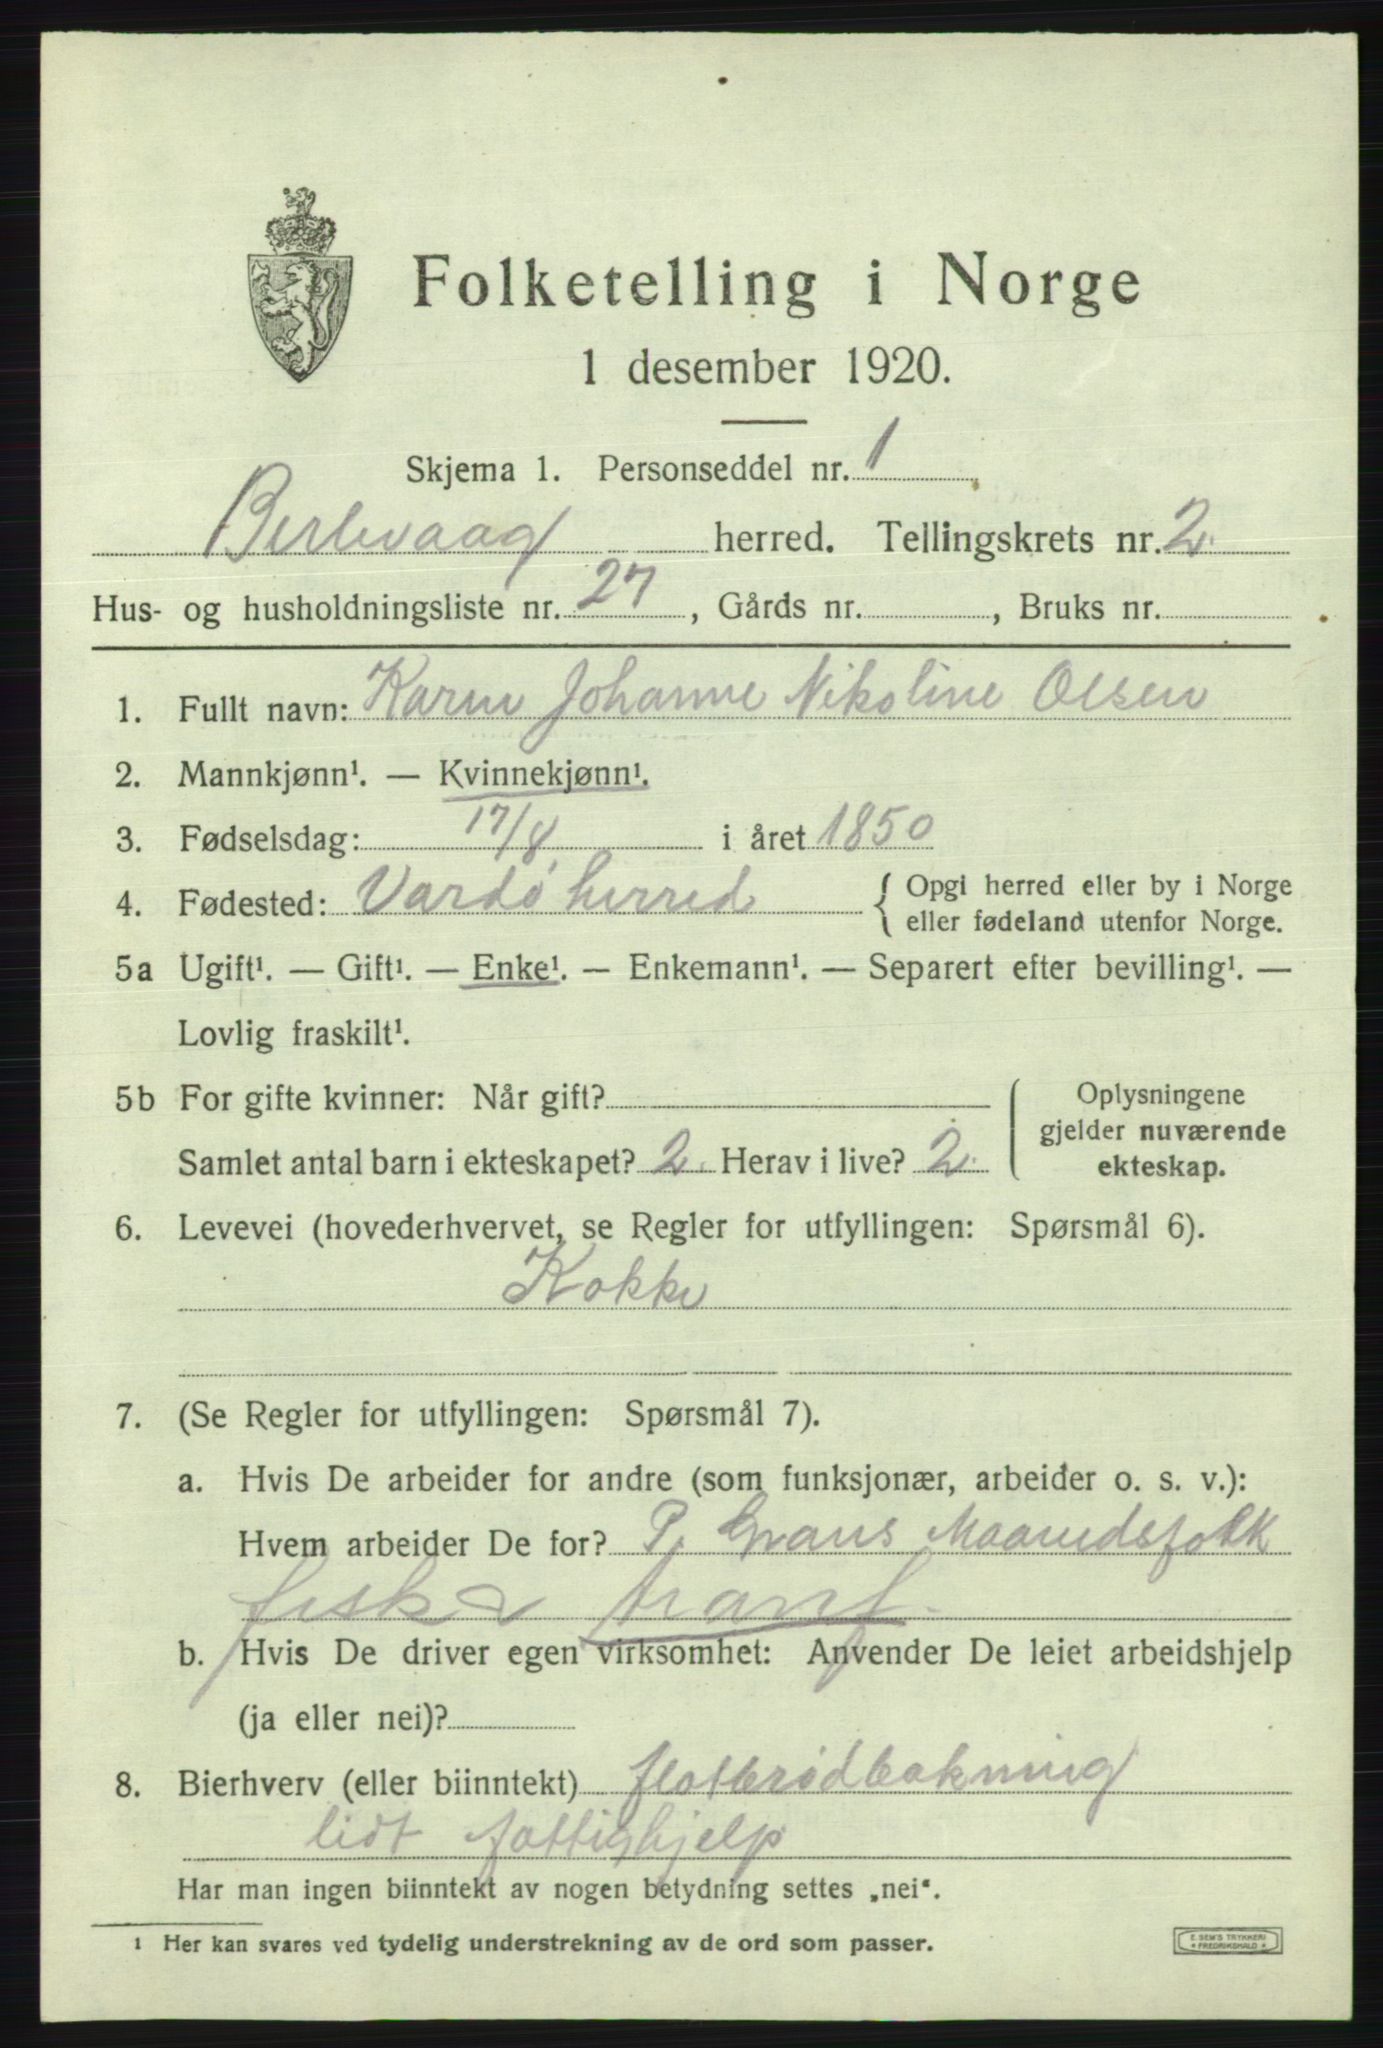 Folketelling i Norge
1 desember 1920.
Skjema 1. Personseddel nr. 1
Berlevaag herred. Tellingskrets nr. 2.
Hus- og husholdningsliste nr. 27, Gårds nr. , Bruks nr.
1. Fullt navn: Karen Johanne Nikoline Olsen
2. Mannkjønn¹. — Kvinnekjønn¹.
3. Fødselsdag: 17/8. i året 1850
4. Fødested: Vardø herred { Opgi herred eller by i Norge
eller fødeland utenfor Norge.
5a Ugift¹. — Gift¹. — Enke¹. — Enkemann¹. — Separert efter bevilling¹. —
Lovlig fraskilt¹.
5b For gifte kvinner: Når gift?
Samlet antal barn i ekteskapet? 2. Herav i live? 2.
Oplysningene
gjelder nuværende
ekteskap.
6. Levevei (hovederhvervet, se Regler for utfyllingen: Spørsmål 6).
Kokke
7. (Se Regler for utfyllingen: Spørsmål 7).
a. Hvis De arbeider for andre (som funksjonær, arbeider o. s. v.):
Hvem arbeider De for? P. Grans Maanedsfolk
fisk
b. Hvis De driver egen virksomhet: Anvender De leiet arbeidshjelp
(ja eller nei)?
8. Bierhverv (eller biinntekt) flatbrødbakning
lidt fattighjelp
Har man ingen biinntekt av nogen betydning settes „nei“.
¹ Her kan svares ved tydelig understrekning av de ord som passer.
E. SEM'S TRYKKERI
★ FREDRIKSHALD ★